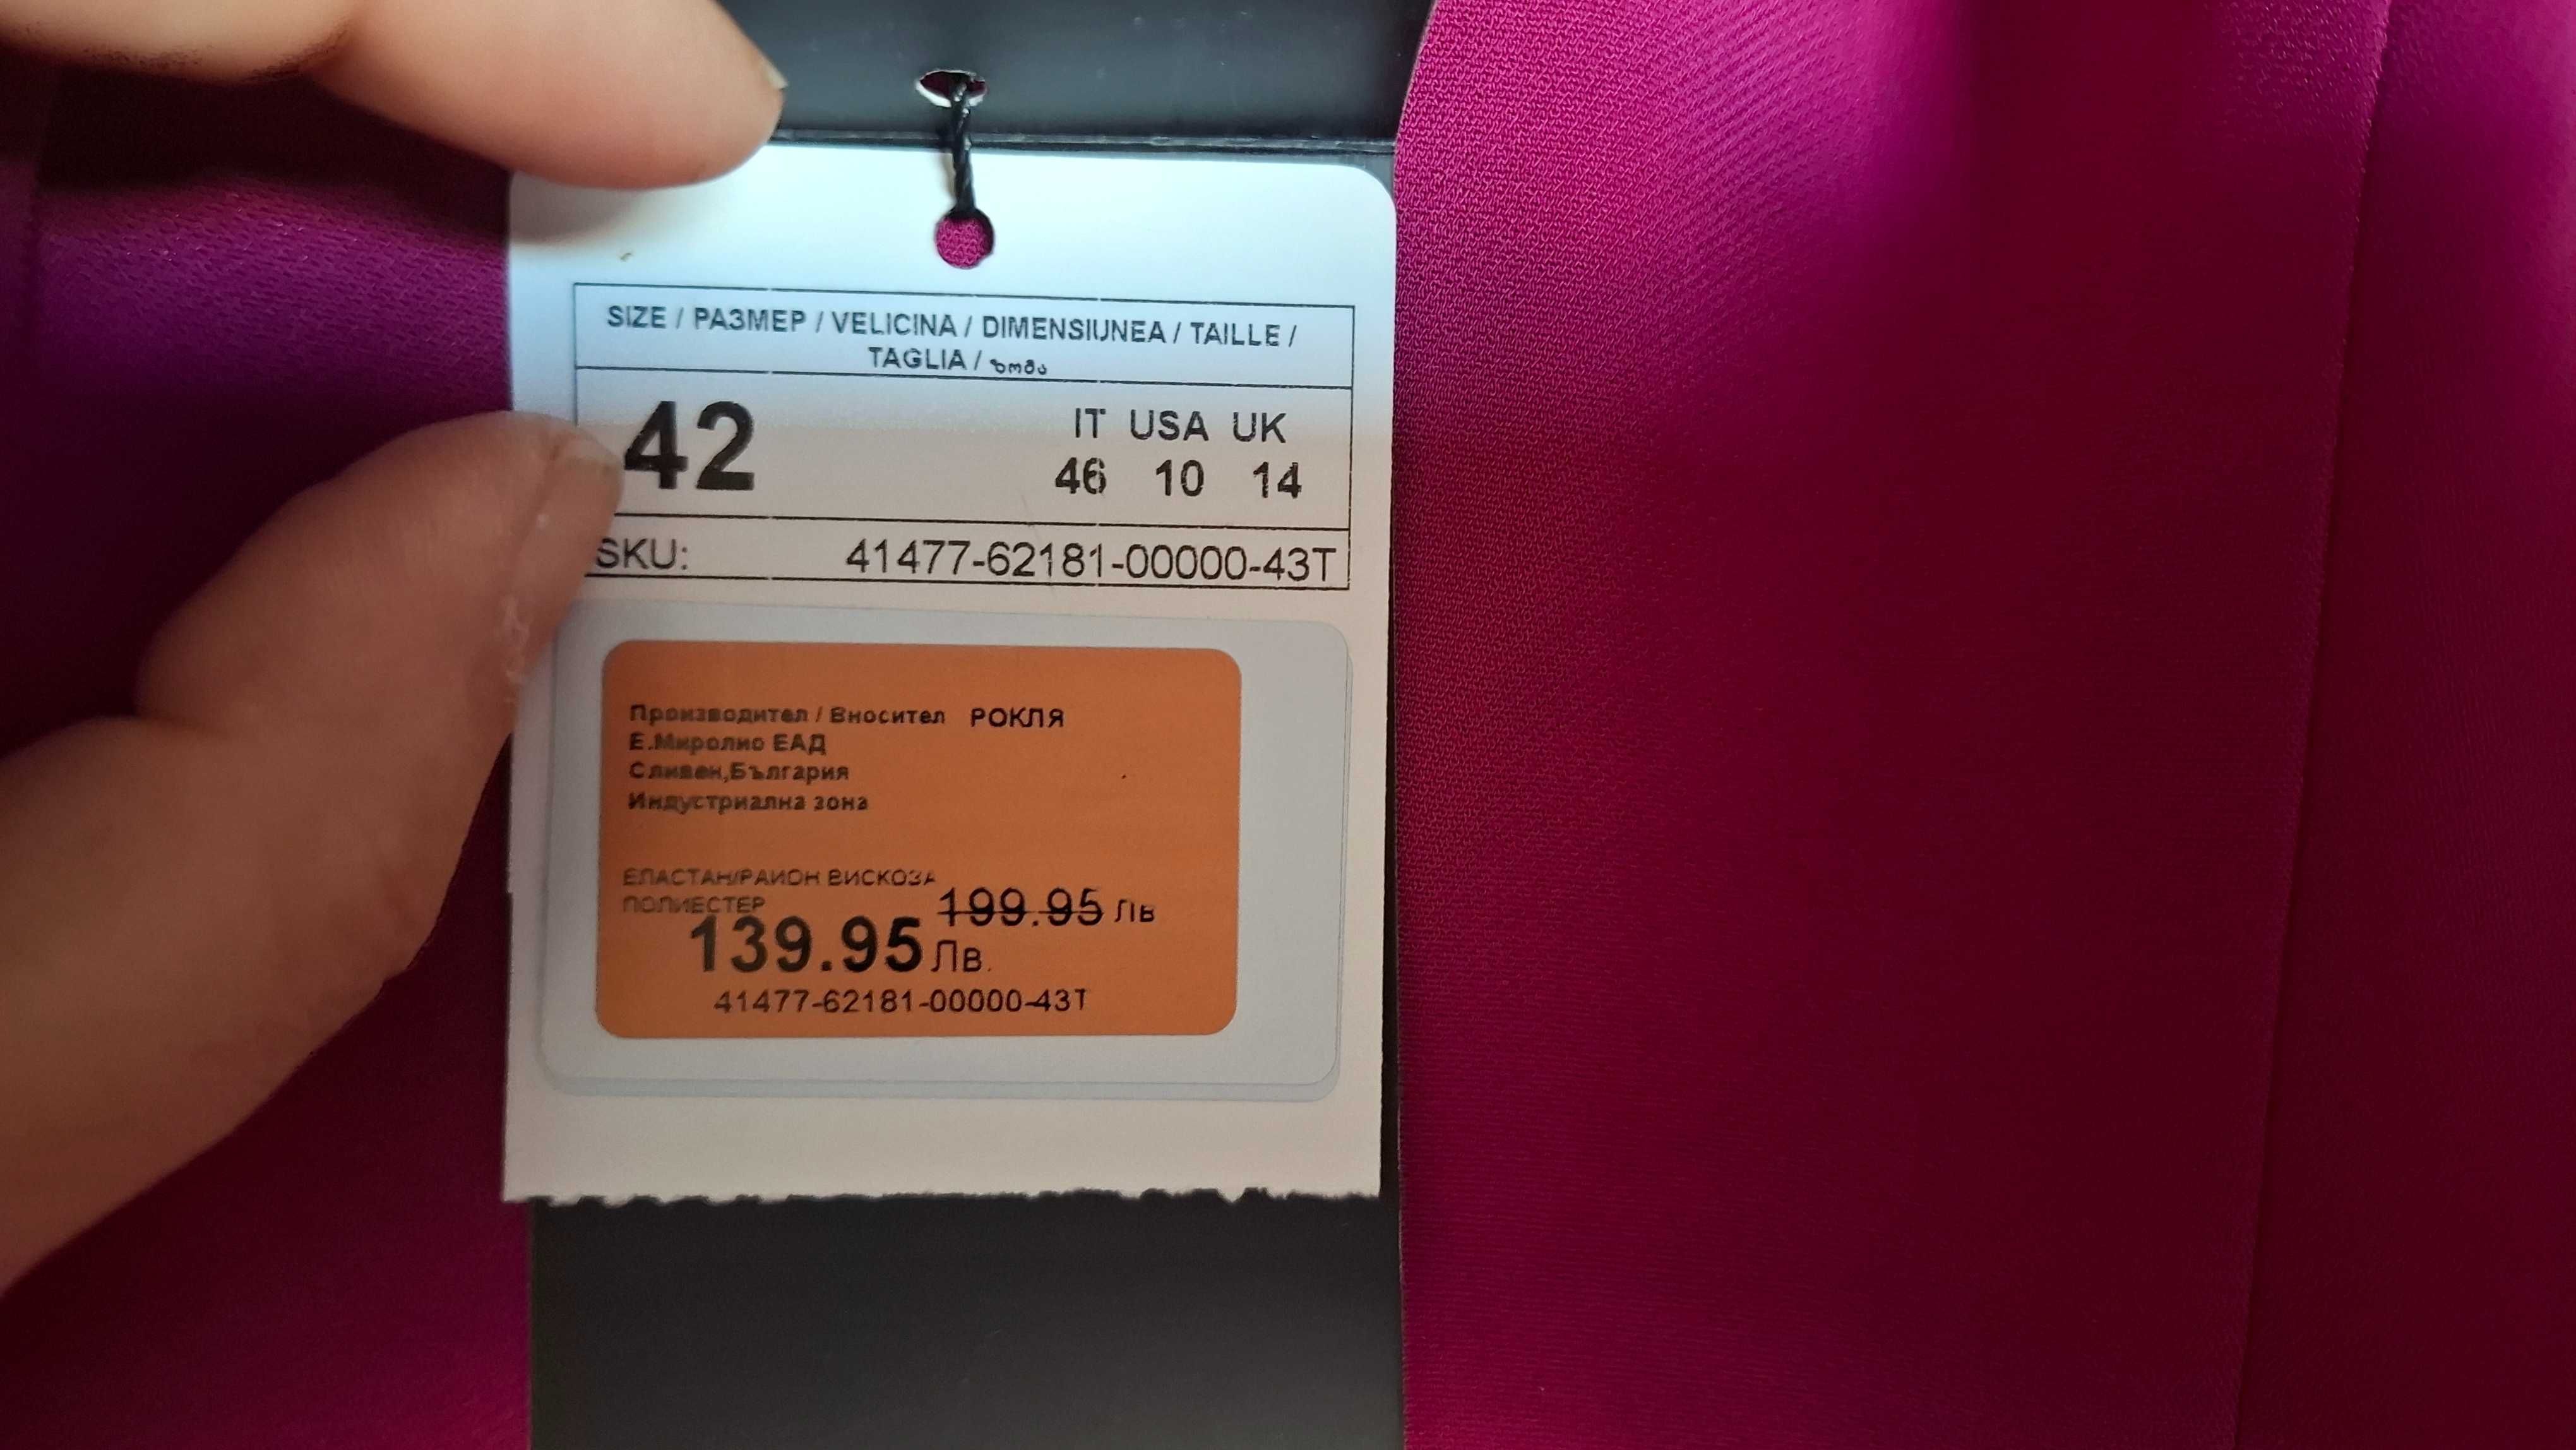 SIZE / РАЗМЕР / VELICINA / DIMENSIUNEA / TAILLE /
TAGLIA / ზომა
42
IT USA UK
46 10 14
SKU: 41477-62181-00000-43T
Производител / Вносител РОКЛЯ
Е.Миролио ЕАД
Сливен,България
Индустриална зона
ЕЛАСТАН/РАЙОН ВИСКОЗА
ПОЛИЕСТЕР
199.95 Лв
139.95 Лв.
41477-62181-00000-43T